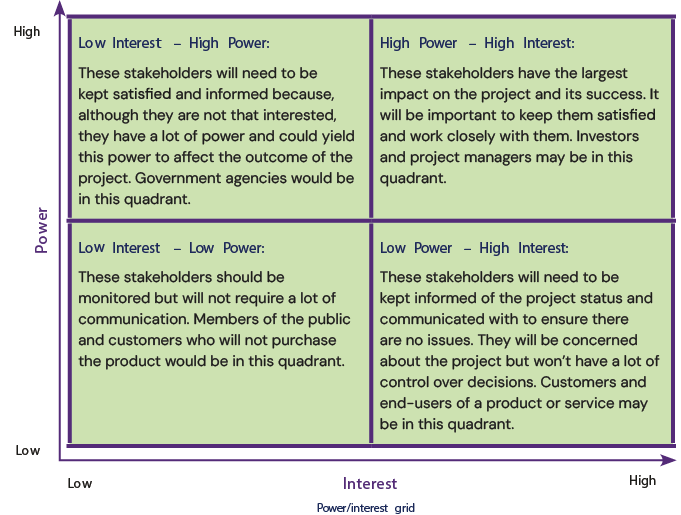 High
Low Interest – High Power:
These stakeholders will need to be
kept satisfied and informed because,
although they are not that interested,
they have a lot of power and could yield
this power to affect the outcome of the
project. Government agencies would be
in this quadrant.
High Power – High Interest:
These stakeholders have the largest
impact on the project and its success. It
will be important to keep them satisfied
and work closely with them. Investors
and project managers may be in this
quadrant.
Power
Low Interest – Low Power:
These stakeholders should be
monitored but will not require a lot of
communication. Members of the public
and customers who will not purchase
the product would be in this quadrant.
Low Power – High Interest:
These stakeholders will need to be
kept informed of the project status and
communicated with to ensure there
are no issues. They will be concerned
about the project but won’t have a lot of
control over decisions. Customers and
end-users of a product or service may
be in this quadrant.
Low
Low
Interest
High
Power/interest grid